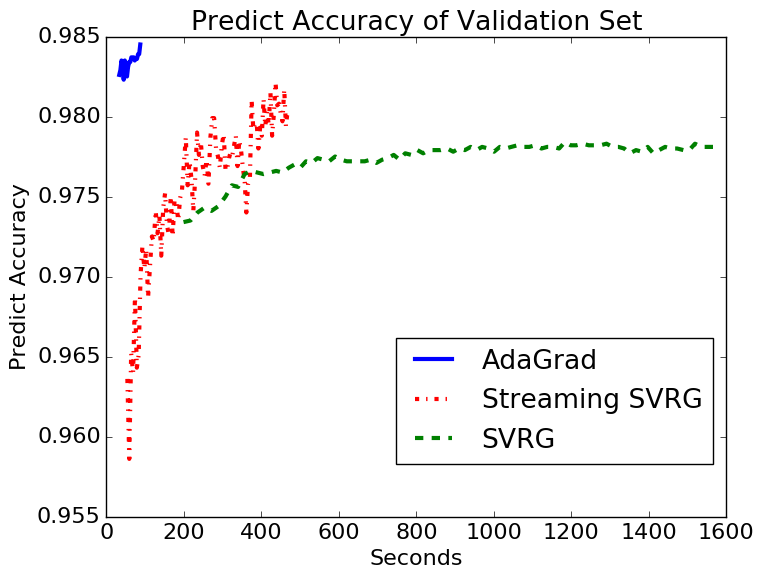 Predict Accuracy of Validation Set
0.985
0.980
0.975
0.970
0.965
0.960
0.955
Predict Accuracy
AdaGrad
Streaming SVRG
SVRG
0 200 400 600 800 1000 1200 1400 1600
Seconds